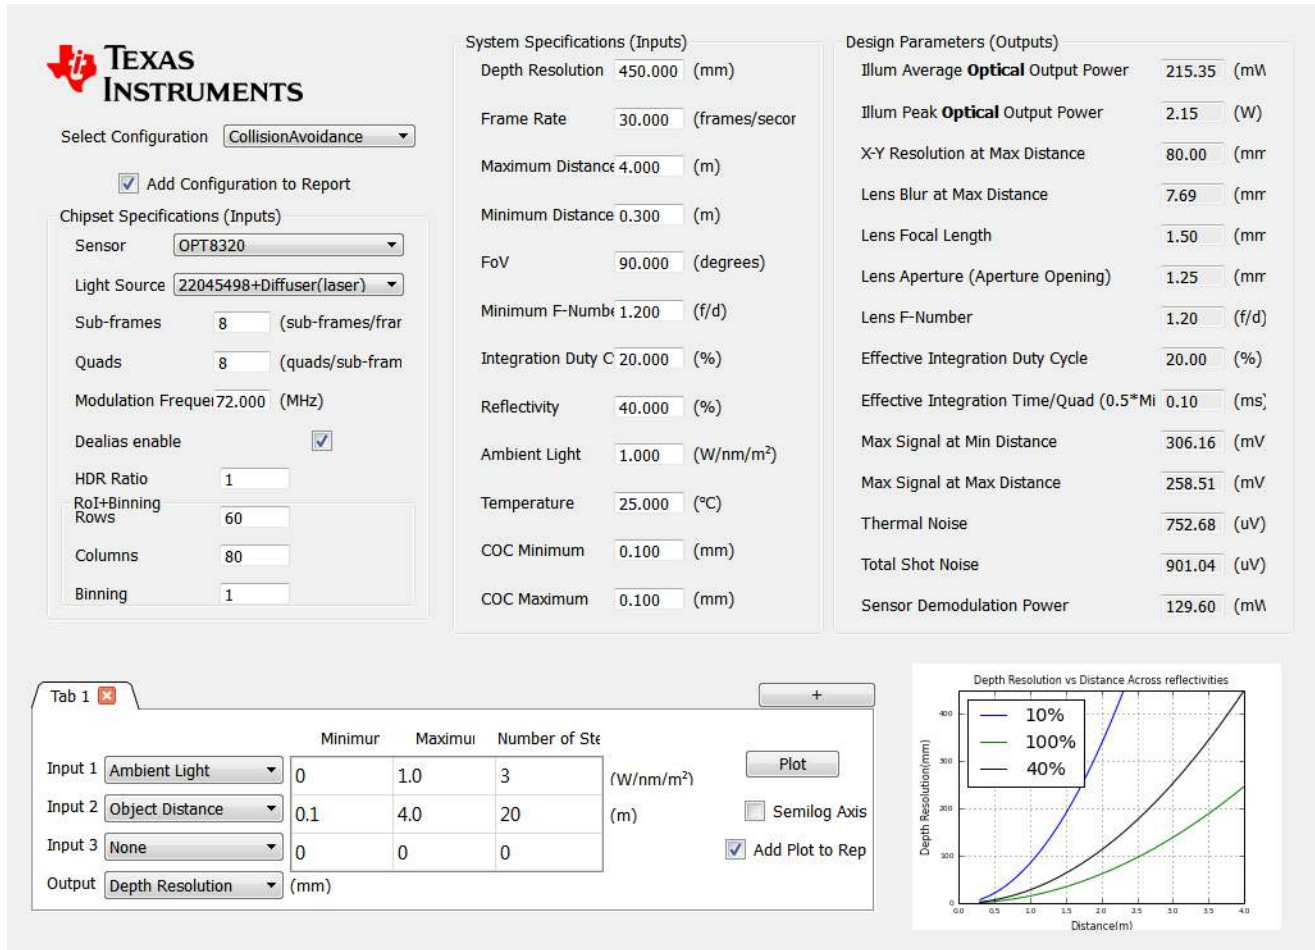 TEXAS
INSTRUMENTS
Select Configuration CollisionAvoidance
Add Configuration to Report
Chipset Specifications (Inputs)
Sensor OPT8320
Light Source 22045498+Diffuser(laser)
Sub-frames 8 (sub-frames/frar
Quads 8 (quads/sub-fram
Modulation Frequer 72.000 (MHz)
Dealias enable
HDR Ratio 1
RoI+Binning
Rows 60
Columns 80
Binning 1
System Specifications (Inputs)
Depth Resolution 450.000 (mm)
Frame Rate 30.000 (frames/secor
Maximum Distance 4.000 (m)
Minimum Distance 0.300 (m)
FoV 90.000 (degrees)
Minimum F-Numbe 1.200 (f/d)
Integration Duty C 20.000 (%)
Reflectivity 40.000 (%)
Ambient Light 1.000 (W/nm/m²)
Temperature 25.000 (°C)
COC Minimum 0.100 (mm)
COC Maximum 0.100 (mm)
Design Parameters (Outputs)
Illum Average Optical Output Power 215.35 (mW
Illum Peak Optical Output Power 2.15 (W)
X-Y Resolution at Max Distance 80.00 (mm
Lens Blur at Max Distance 7.69 (mm
Lens Focal Length 1.50 (mm
Lens Aperture (Aperture Opening) 1.25 (mm
Lens F-Number 1.20 (f/d)
Effective Integration Duty Cycle 20.00 (%)
Effective Integration Time/Quad (0.5*Mi 0.10 (ms)
Max Signal at Min Distance 306.16 (mV
Max Signal at Max Distance 258.51 (mV
Thermal Noise 752.68 (uV)
Total Shot Noise 901.04 (uV)
Sensor Demodulation Power 129.60 (mW
Tab 1
+
Minimur Maximu Number of Ste
Input 1 Ambient Light 0 1.0 3 (W/nm/m²)
Input 2 Object Distance 0.1 4.0 20 (m)
Input 3 None 0 0 0
Output Depth Resolution (mm)
Plot
Semilog Axis
Add Plot to Rep
Depth Resolution vs Distance Across reflectivities
10%
100%
40%
Depth Resolution(mm)
400
300
200
100
0
0.0 0.5 1.0 1.5 2.0 2.5 3.0 3.5 4.0
Distance(m)